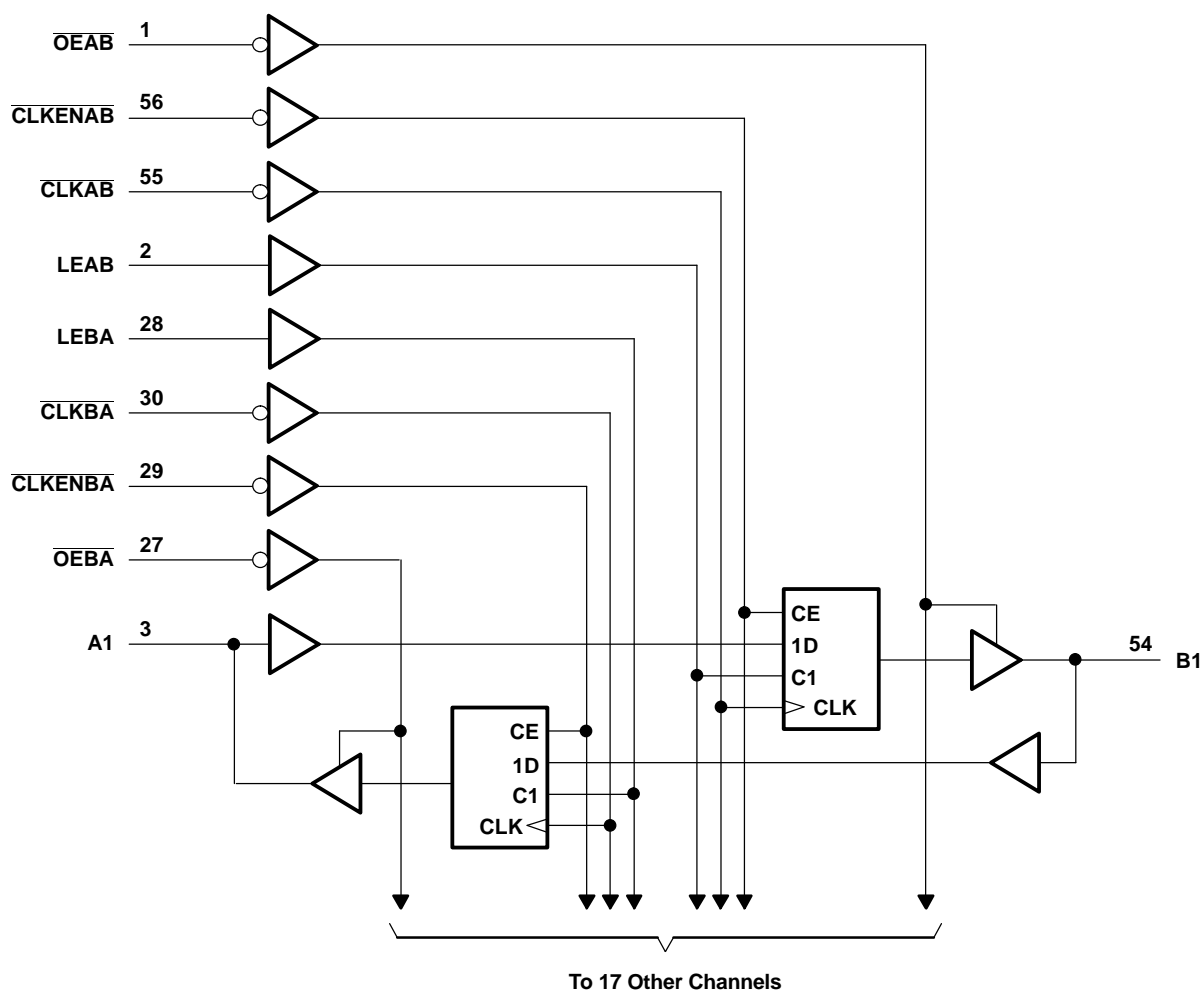 OEAB 1
CLKENAB 56
CLKAB 55
LEAB 2
LEBA 28
CLKBA 30
CLKENBA 29
OEBA 27
A1 3
CE
1D
C1
CLK
54 B1
CE
1D
C1
CLK
To 17 Other Channels